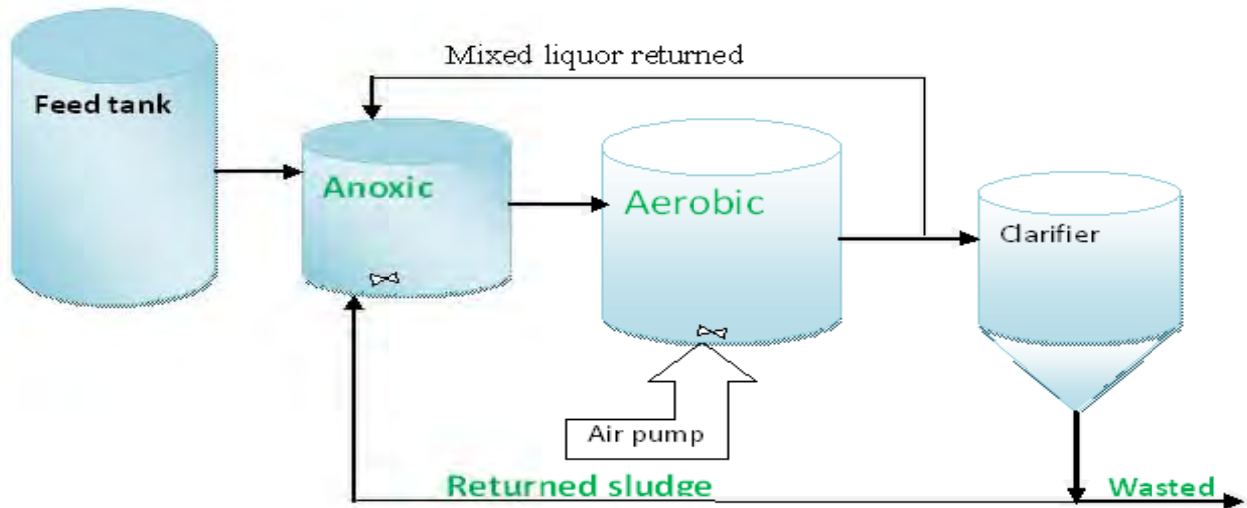 Mixed liquor returned
Feed tank
Anoxic
Aerobic
Clarifier
Air pump
Returned sludge
Wasted